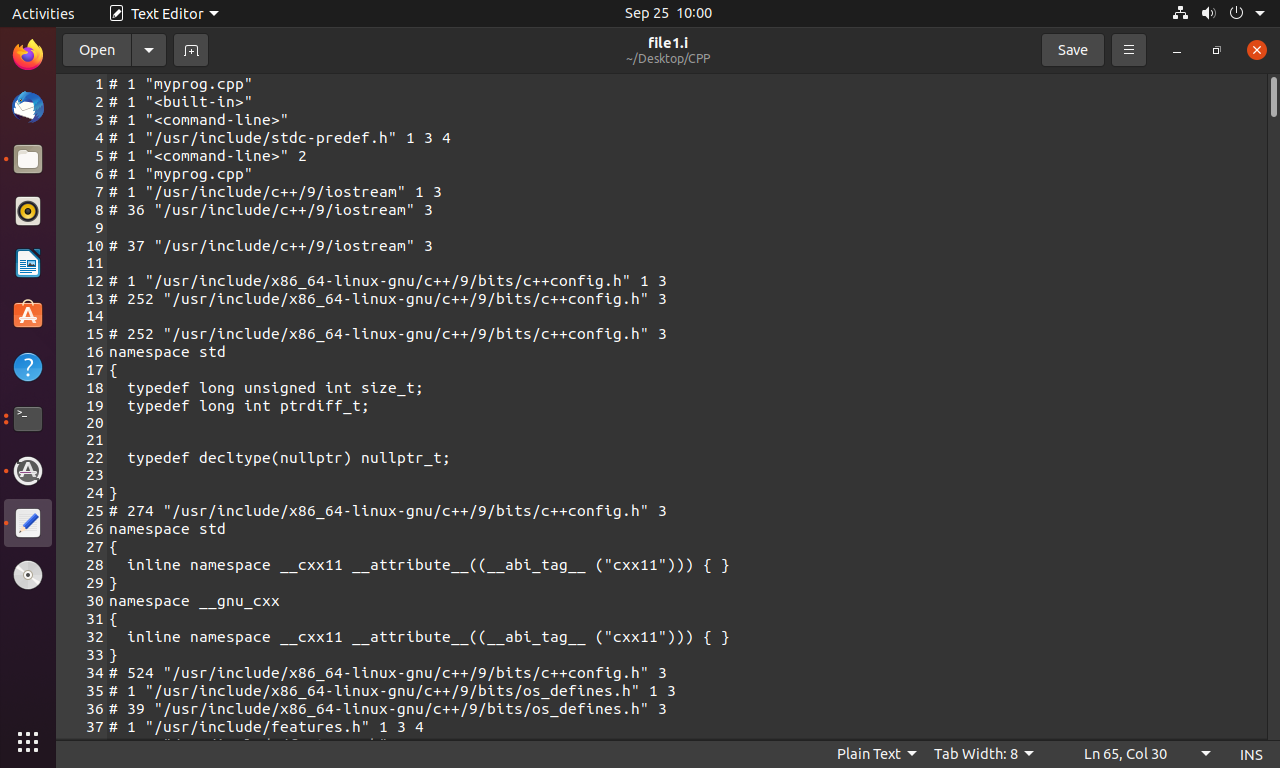 Activities Text Editor Sep 25 10:00
Open file1.i Save
~/Desktop/CPP
1 # 1 "myprog.cpp"
2 # 1 "<built-in>"
3 # 1 "<command-line>"
4 # 1 "/usr/include/stdc-predef.h" 1 3 4
5 # 1 "<command-line>" 2
6 # 1 "myprog.cpp"
7 # 1 "/usr/include/c++/9/iostream" 1 3
8 # 36 "/usr/include/c++/9/iostream" 3
9
10 # 37 "/usr/include/c++/9/iostream" 3
11
12 # 1 "/usr/include/x86_64-linux-gnu/c++/9/bits/c++config.h" 1 3
13 # 252 "/usr/include/x86_64-linux-gnu/c++/9/bits/c++config.h" 3
14
15 # 252 "/usr/include/x86_64-linux-gnu/c++/9/bits/c++config.h" 3
16 namespace std
17 {
18   typedef long unsigned int size_t;
19   typedef long int ptrdiff_t;
20
21
22   typedef decltype(nullptr) nullptr_t;
23
24 }
25 # 274 "/usr/include/x86_64-linux-gnu/c++/9/bits/c++config.h" 3
26 namespace std
27 {
28   inline namespace __cxx11 __attribute__((__abi_tag__ ("cxx11"))) { }
29 }
30 namespace __gnu_cxx
31 {
32   inline namespace __cxx11 __attribute__((__abi_tag__ ("cxx11"))) { }
33 }
34 # 524 "/usr/include/x86_64-linux-gnu/c++/9/bits/c++config.h" 3
35 # 1 "/usr/include/x86_64-linux-gnu/c++/9/bits/os_defines.h" 1 3
36 # 39 "/usr/include/x86_64-linux-gnu/c++/9/bits/os_defines.h" 3
37 # 1 "/usr/include/features.h" 1 3 4
Plain Text Tab Width: 8 Ln 65, Col 30 INS